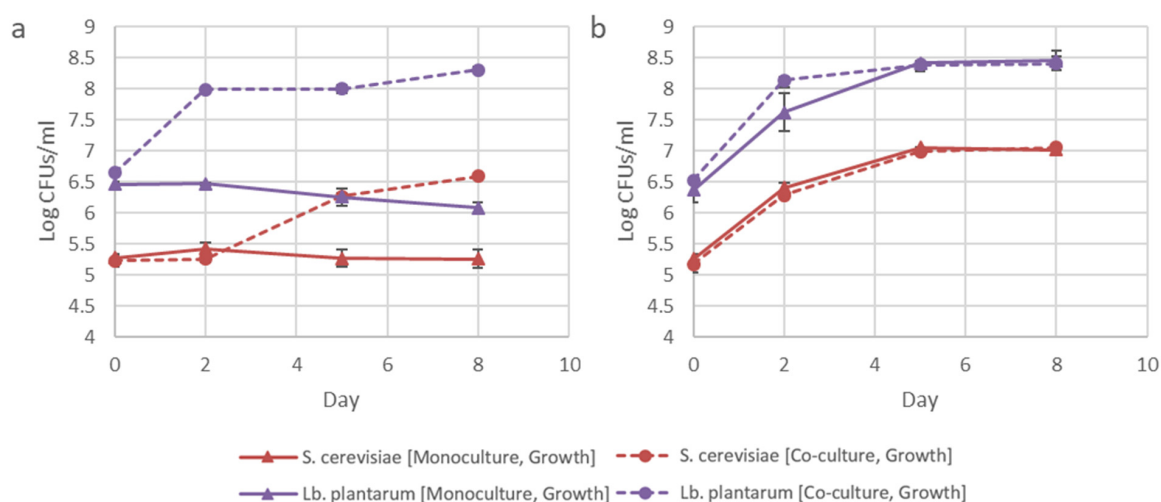 a
9
8.5
8
7.5
7
6.5
6
5.5
5
4.5
4
Log CFUs/ml
0 2 4 6 8 10
Day
b
9
8.5
8
7.5
7
6.5
6
5.5
5
4.5
4
Log CFUs/ml
0 2 4 6 8 10
Day
S. cerevisiae [Monoculture, Growth]
S. cerevisiae [Co-culture, Growth]
Lb. plantarum [Monoculture, Growth]
Lb. plantarum [Co-culture, Growth]